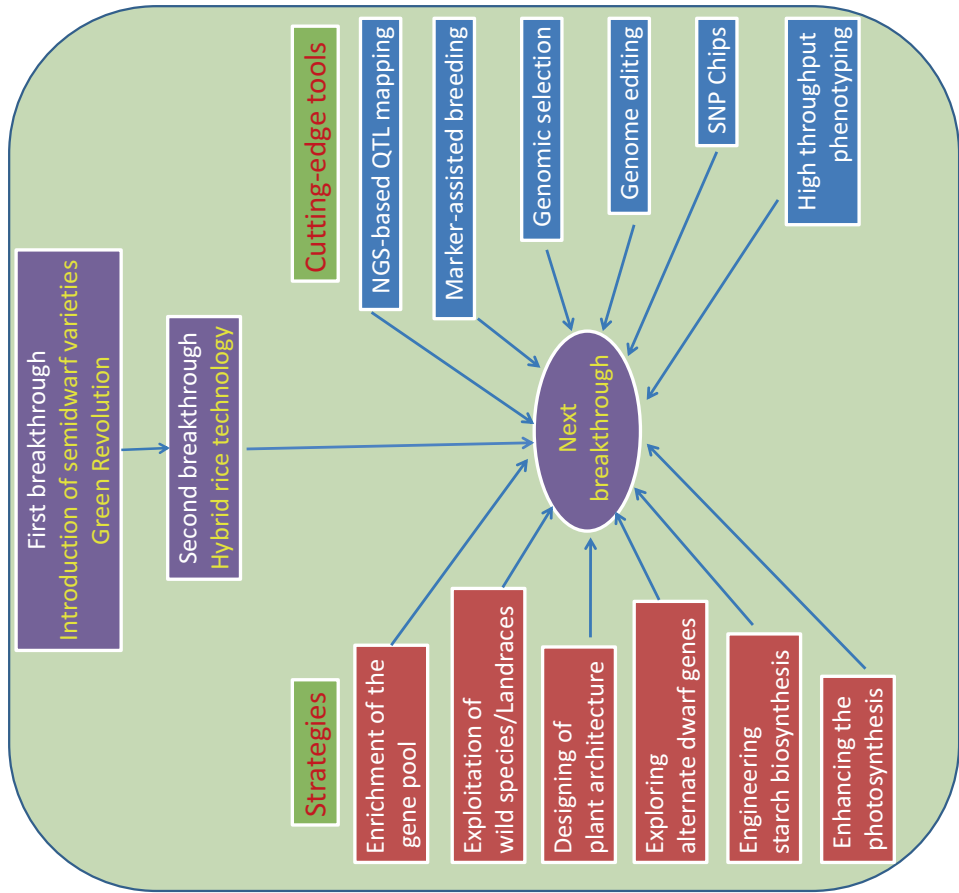 First breakthrough
Introduction of semidwarf varieties
Green Revolution
Second breakthrough
Hybrid rice technology
Strategies
Enrichment of the
gene pool
Exploitation of
wild species/Landraces
Designing of
plant architecture
Exploring
alternate dwarf genes
Engineering
starch biosynthesis
Enhancing the
photosynthesis
Next
breakthrough
Cutting-edge tools
NGS-based QTL mapping
Marker-assisted breeding
Genomic selection
Genome editing
SNP Chips
High throughput
phenotyping